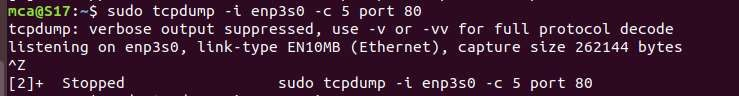 mca@S17:~$ sudo tcpdump -i enp3s0 -c 5 port 80
tcpdump: verbose output suppressed, use -v or -vv for full protocol decode
listening on enp3s0, link-type EN10MB (Ethernet), capture size 262144 bytes
^Z
[2]+  Stopped                 sudo tcpdump -i enp3s0 -c 5 port 80